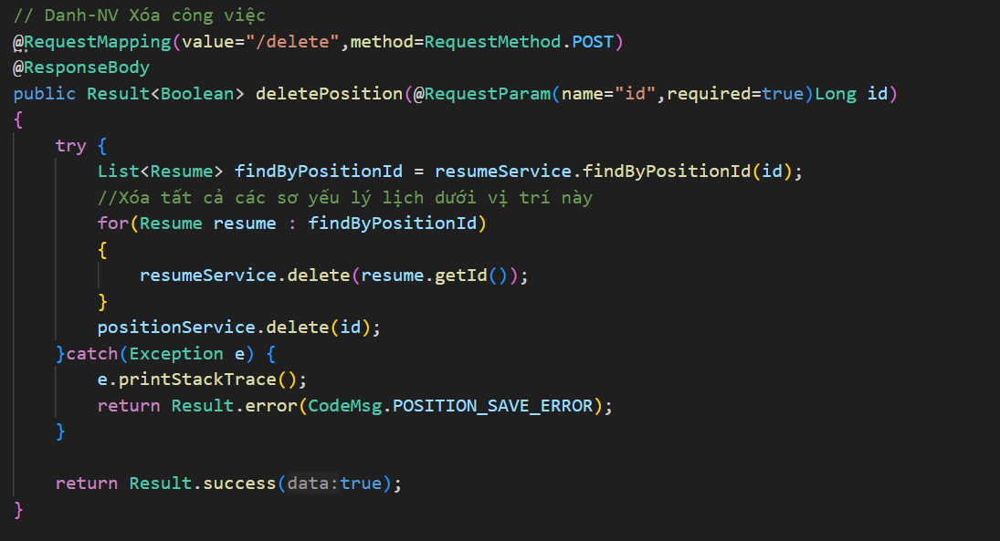 // Danh-NV Xóa công việc
@RequestMapping(value="/delete",method=RequestMethod.POST)
@ResponseBody
public Result<Boolean> deletePosition(@RequestParam(name="id",required=true)Long id)
{
    try {
        List<Resume> findByPositionId = resumeService.findByPositionId(id);
        //Xóa tất cả các sơ yếu lý lịch dưới vị trí này
        for(Resume resume : findByPositionId)
        {
            resumeService.delete(resume.getId());
        }
        positionService.delete(id);
    }catch(Exception e) {
        e.printStackTrace();
        return Result.error(CodeMsg.POSITION_SAVE_ERROR);
    }
    return Result.success(data:true);
}